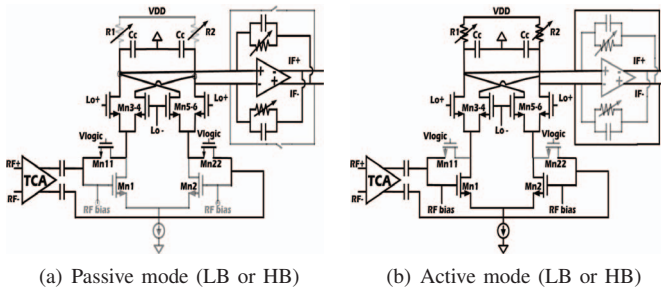 VDD
R1
Cc
Cc
R2
IF+
IF-
Lo+
Mn3-4
Mn5-6
Lo+
Lo-
Vlogic
Vlogic
RF+
Mn11
Mn22
TCA
Mn1
Mn2
RF-
RF bias
RF bias
(a) Passive mode (LB or HB)
VDD
R1
Cc
Cc
R2
IF+
IF-
Lo+
Mn3-4
Mn5-6
Lo+
Lo-
Vlogic
Vlogic
RF+
Mn11
Mn22
TCA
Mn1
Mn2
RF-
RF bias
RF bias
(b) Active mode (LB or HB)